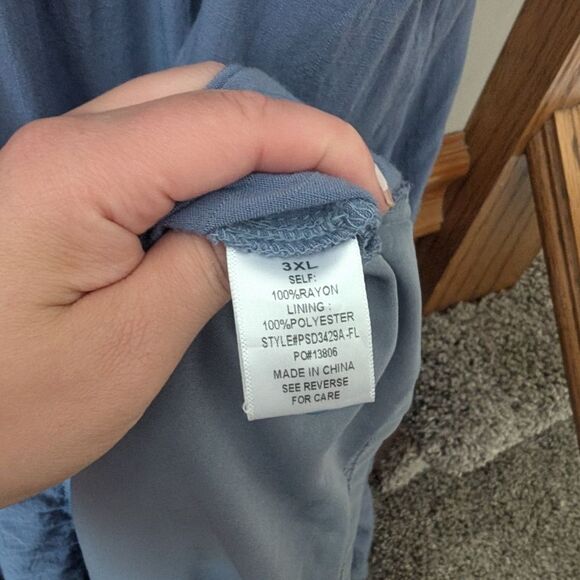 3XL
SELF:
100%RAYON
LINING :
100%POLYESTER
STYLE#PSD3429A-FL
PO#13806
MADE IN CHINA
SEE REVERSE
FOR CARE